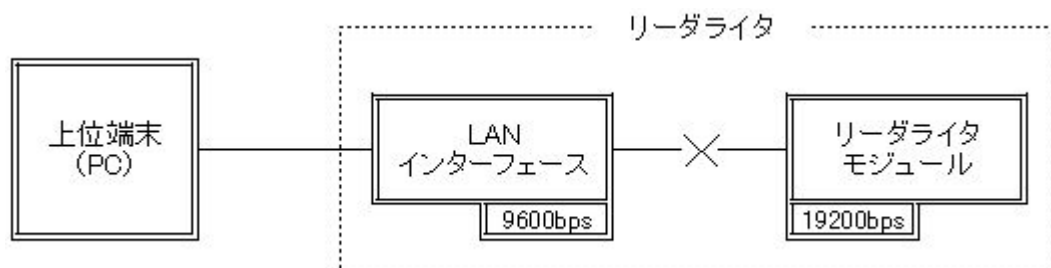 リーダライタ
上位端末
(PC)
LAN
インターフェース
9600bps
リーダライタ
モジュール
19200bps